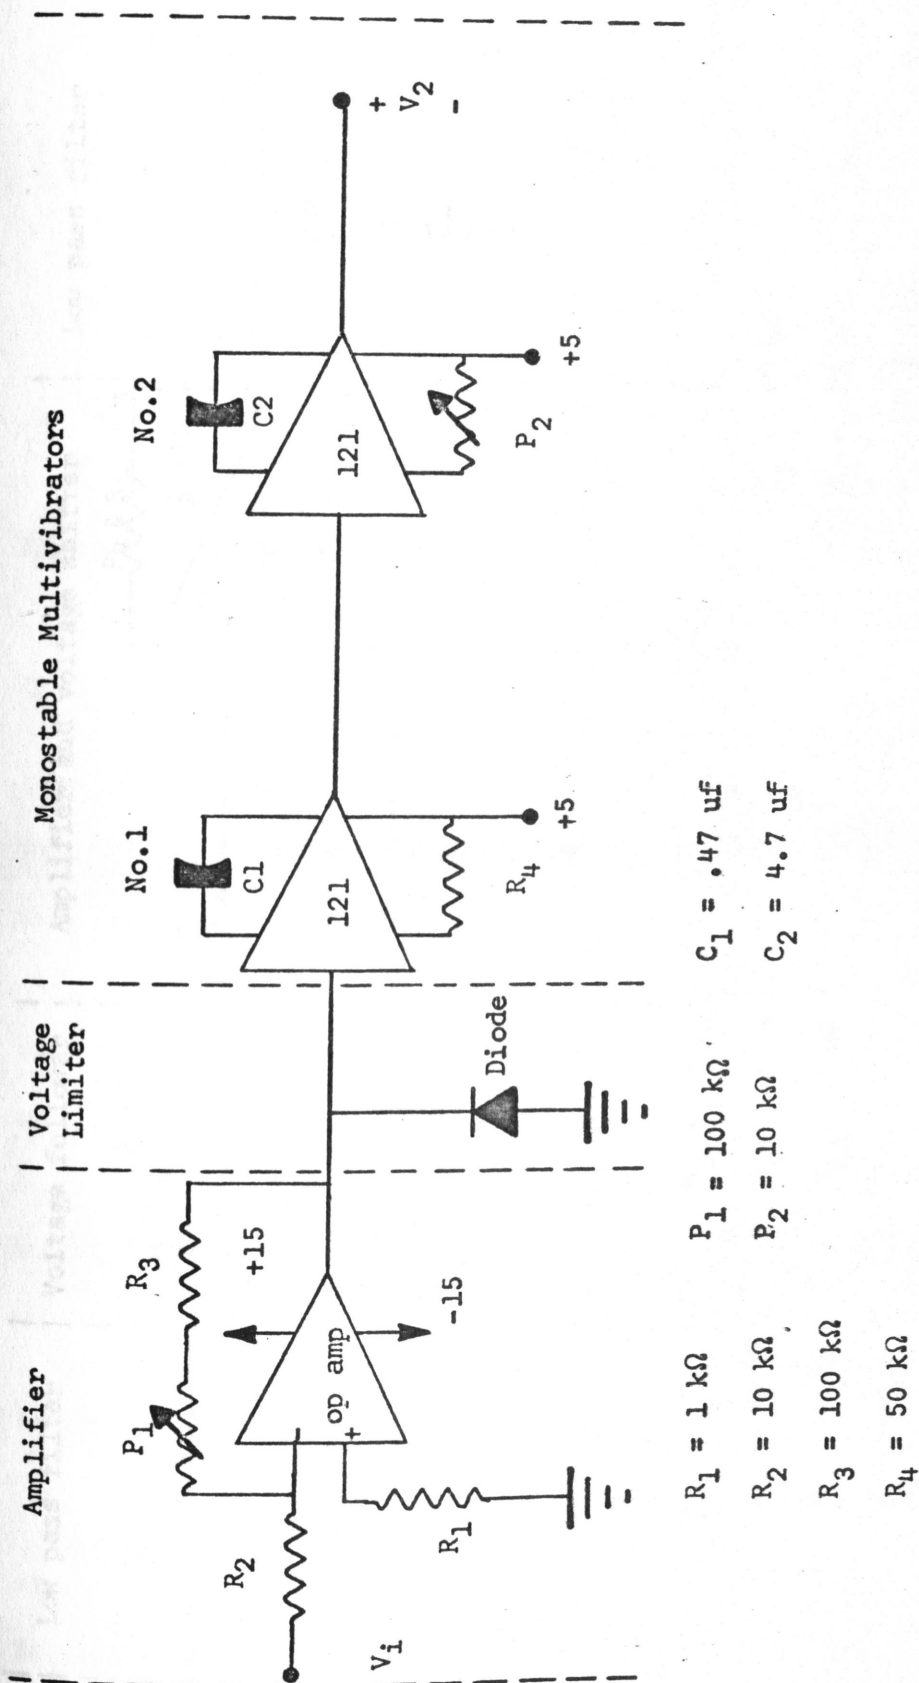 Amplifier
Voltage
Limiter
Monostable Multivibrators
No.1
No.2
P1
R3
C1
C2
+15
R2
op amp
121
121
+
V2
-
-
+
-15
Vi
R1
Diode
R4
+5
P2
+5
R1 = 1 kΩ
P1 = 100 kΩ
C1 = .47 uf
R2 = 10 kΩ
P2 = 10 kΩ
C2 = 4.7 uf
R3 = 100 kΩ
R4 = 50 kΩ